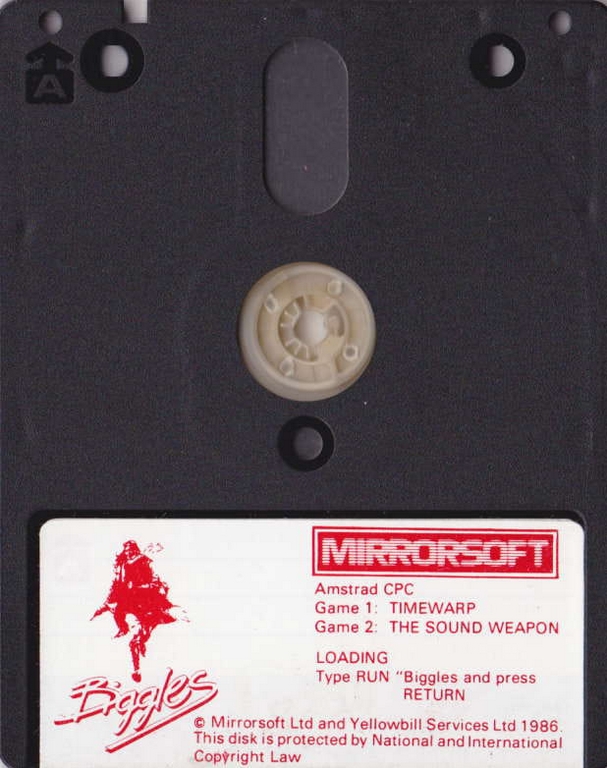 A
MIRRORSOFT
Amstrad CPC
Game 1: TIMEWARP
Game 2: THE SOUND WEAPON
LOADING
Type RUN "Biggles and press
RETURN
Biggles
© Mirrorsoft Ltd and Yellowbill Services Ltd 1986.
This disk is protected by National and International
Copyright Law